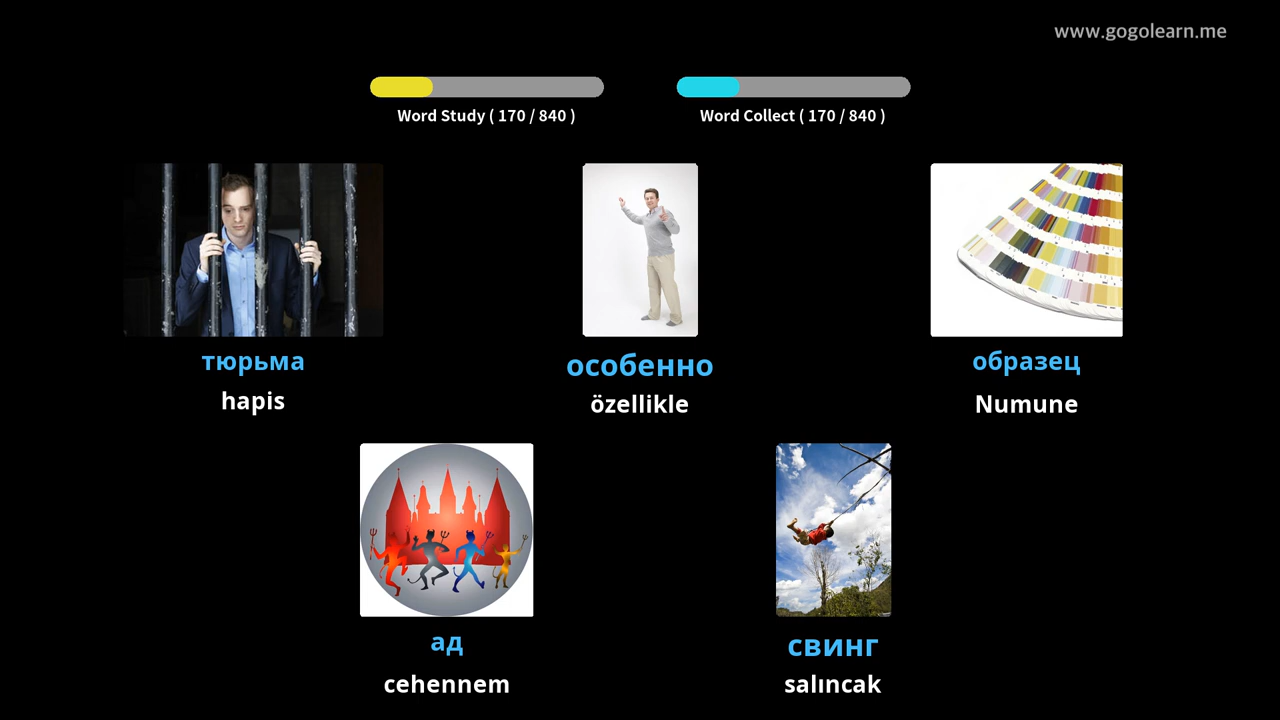 www.gogolearn.me
Word Study ( 170 / 840 )
Word Collect ( 170 / 840 )
тюрьма
hapis
особенно
özellikle
образец
Numune
ад
cehennem
свинг
salıncak